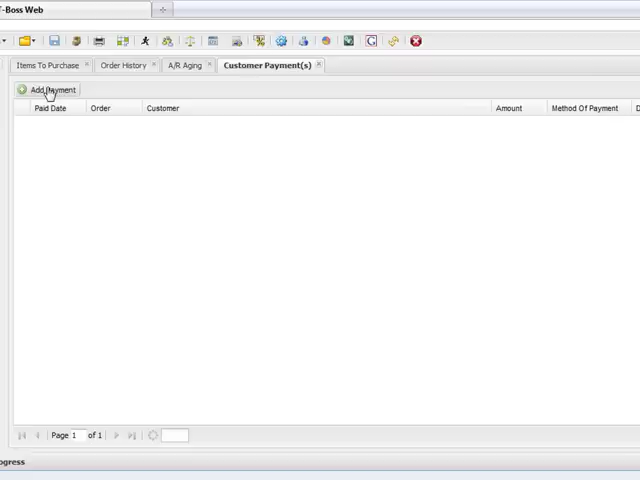 T-Boss Web
Items To Purchase Order History A/R Aging Customer Payment(s)
Add Payment
Paid Date Order Customer Amount Method Of Payment D
Page 1 of 1
ogress